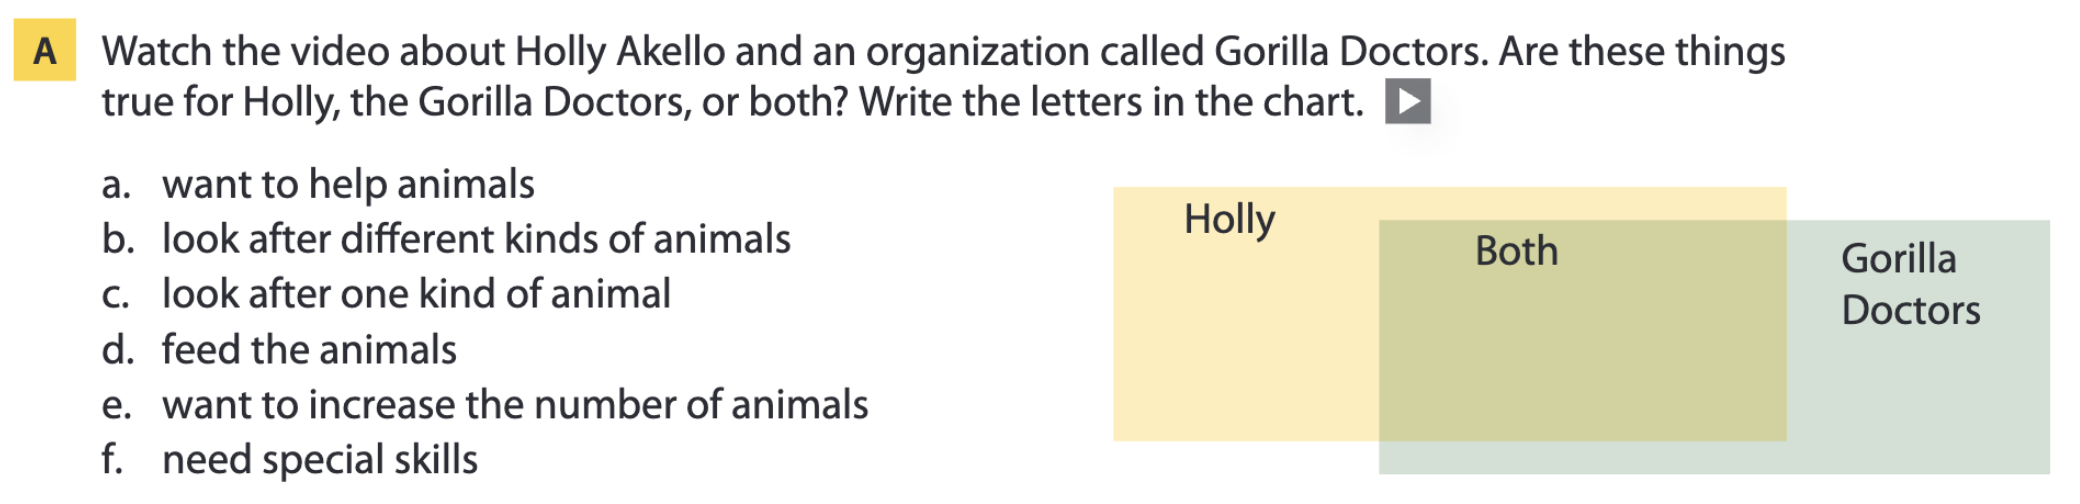 A
Watch the video about Holly Akello and an organization called Gorilla Doctors. Are these things
true for Holly, the Gorilla Doctors, or both? Write the letters in the chart.
a. want to help animals
b. look after different kinds of animals
c. look after one kind of animal
d. feed the animals
e. want to increase the number of animals
f. need special skills
Holly
Both
Gorilla
Doctors